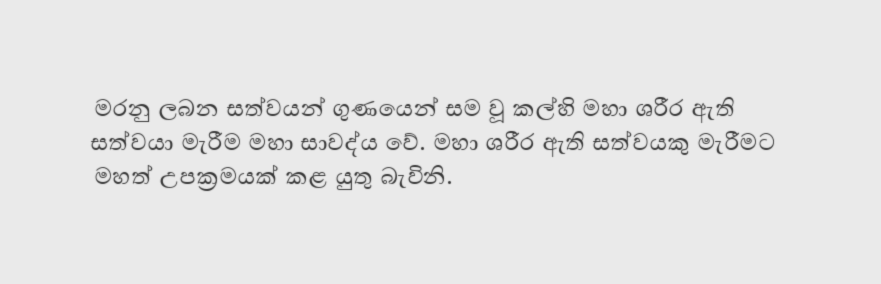 මරනු ලබන සත්වයන් ගුණයෙන් සම වූ කල්හි මහා ශරීර ඇති
සත්වයා මැරීම මහා සාවද්ය වේ. මහා ශරීර ඇති සත්වයකු මැරීමට
මහත් උපක්‍රමයක් කළ යුතු බැවිනි.